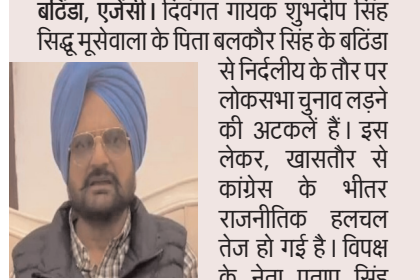 बठिंडा, एजेंसी। दिवंगत गायक शुभदीप सिंह
सिद्धू मूसेवाला के पिता बलकौर सिंह के बठिंडा
से निर्दलीय के तौर पर
लोकसभा चुनाव लड़ने
की अटकलें हैं। इस
लेकर, खासतौर से
कांग्रेस के भीतर
राजनीतिक हलचल
तेज हो गई है। विपक्ष
के नेता प्रताप सिंह